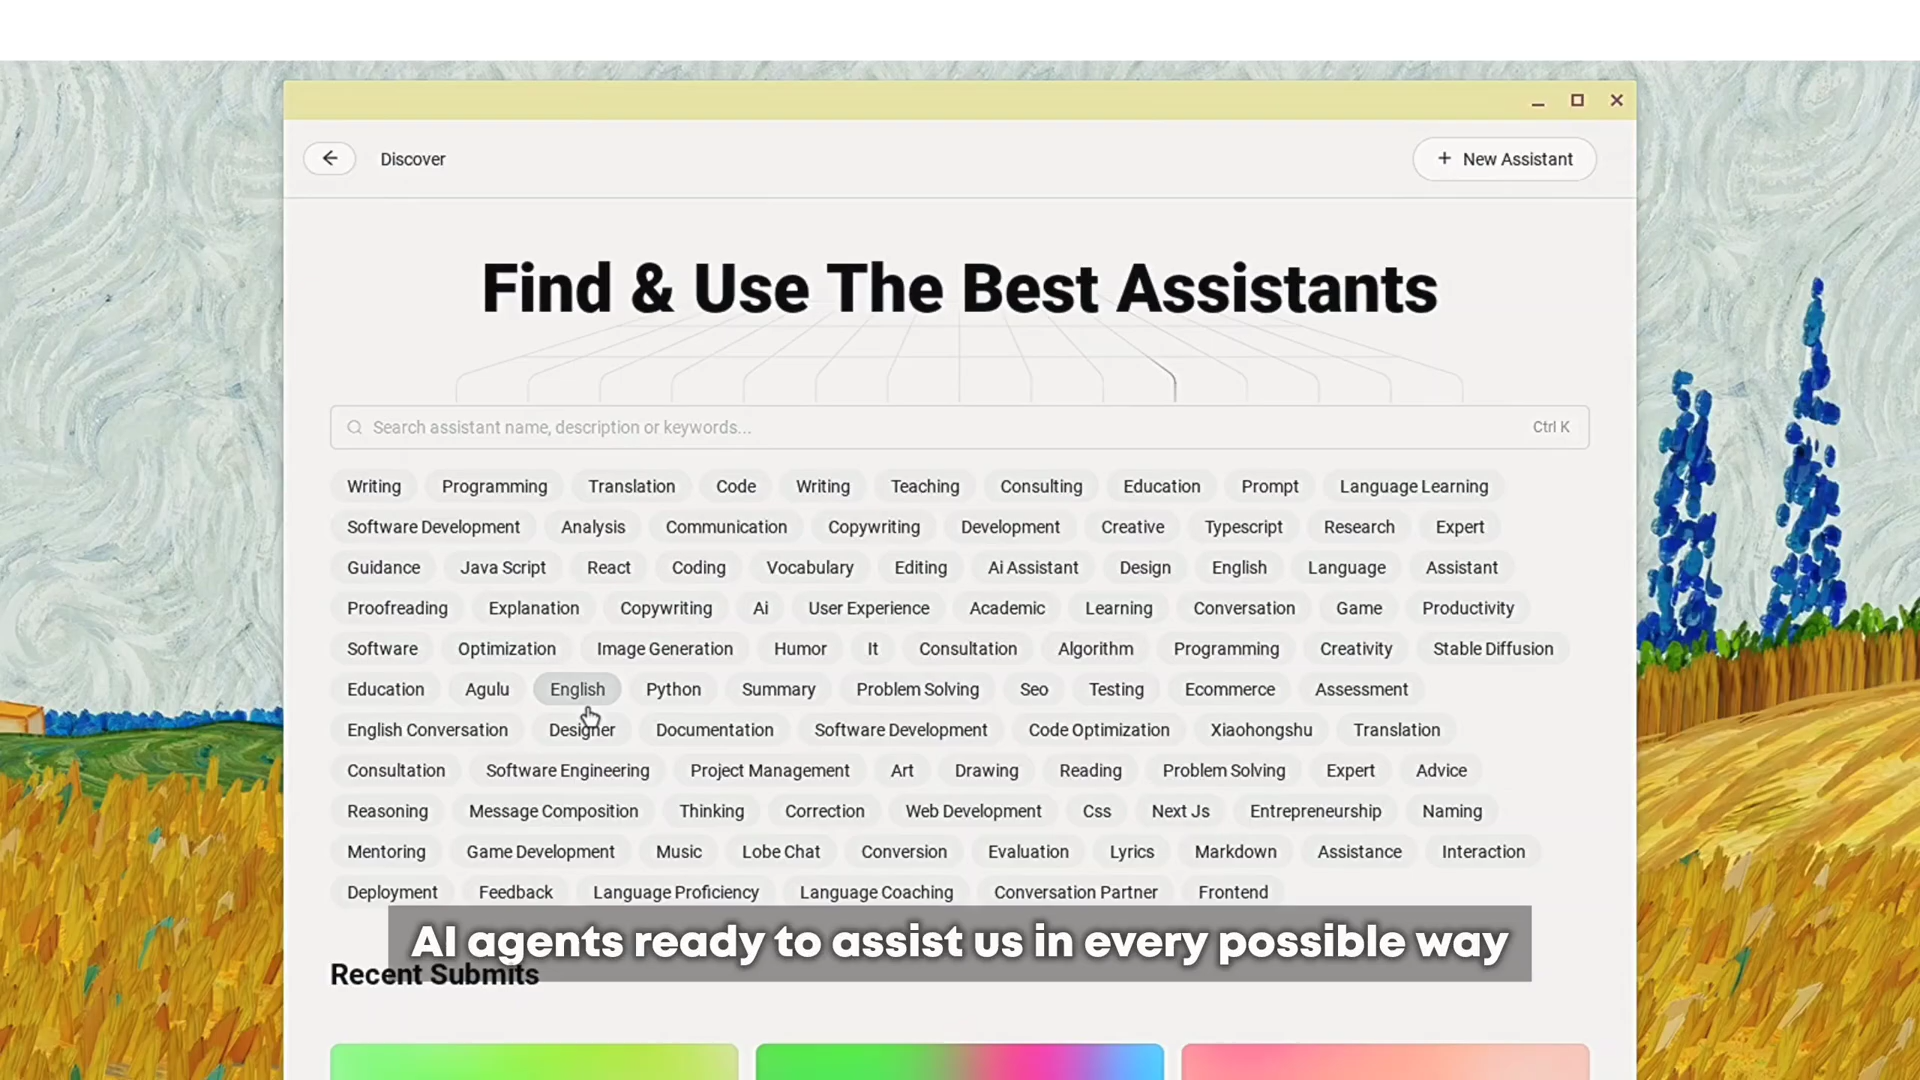 Discover
+ New Assistant
Find & Use The Best Assistants
Search assistant name, description or keywords... Ctrl K
Writing Programming Translation Code Writing Teaching Consulting Education Prompt Language Learning
Software Development Analysis Communication Copywriting Development Creative Typescript Research Expert
Guidance Java Script React Coding Vocabulary Editing Ai Assistant Design English Language Assistant
Proofreading Explanation Copywriting Ai User Experience Academic Learning Conversation Game Productivity
Software Optimization Image Generation Humor It Consultation Algorithm Programming Creativity Stable Diffusion
Education Agulu English Python Summary Problem Solving Seo Testing Ecommerce Assessment
English Conversation Designer Documentation Software Development Code Optimization Xiaohongshu Translation
Consultation Software Engineering Project Management Art Drawing Reading Problem Solving Expert Advice
Reasoning Message Composition Thinking Correction Web Development Css Next Js Entrepreneurship Naming
Mentoring Game Development Music Lobe Chat Conversion Evaluation Lyrics Markdown Assistance Interaction
Deployment Feedback Language Proficiency Language Coaching Conversation Partner Frontend
AI agents ready to assist us in every possible way
Recent Submits